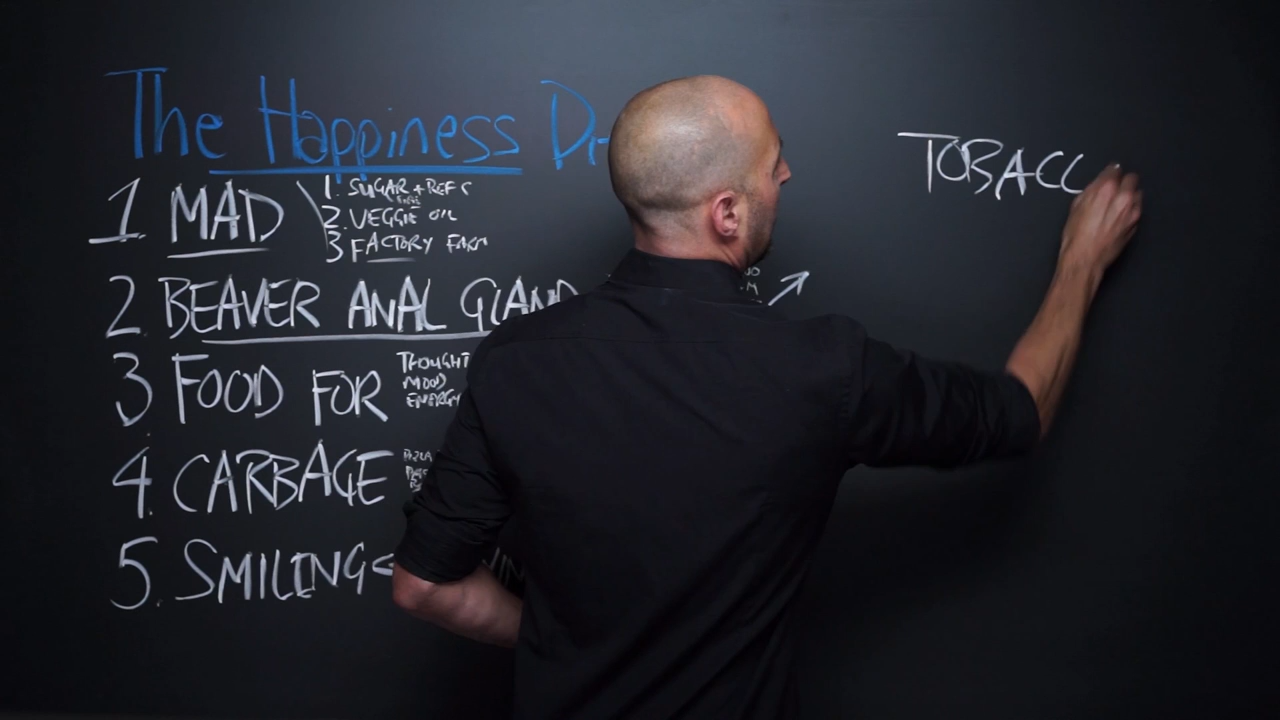 The Happiness Di
1. MAD
1. SUGAR + REF C
2. VEGGIE OIL
3 FACTORY FARM
2. BEAVER ANAL GLAND
3 FOOD FOR
THOUGHT
MOOD
ENERGY
4. CARBAGE
5. SMILING
TOBACC